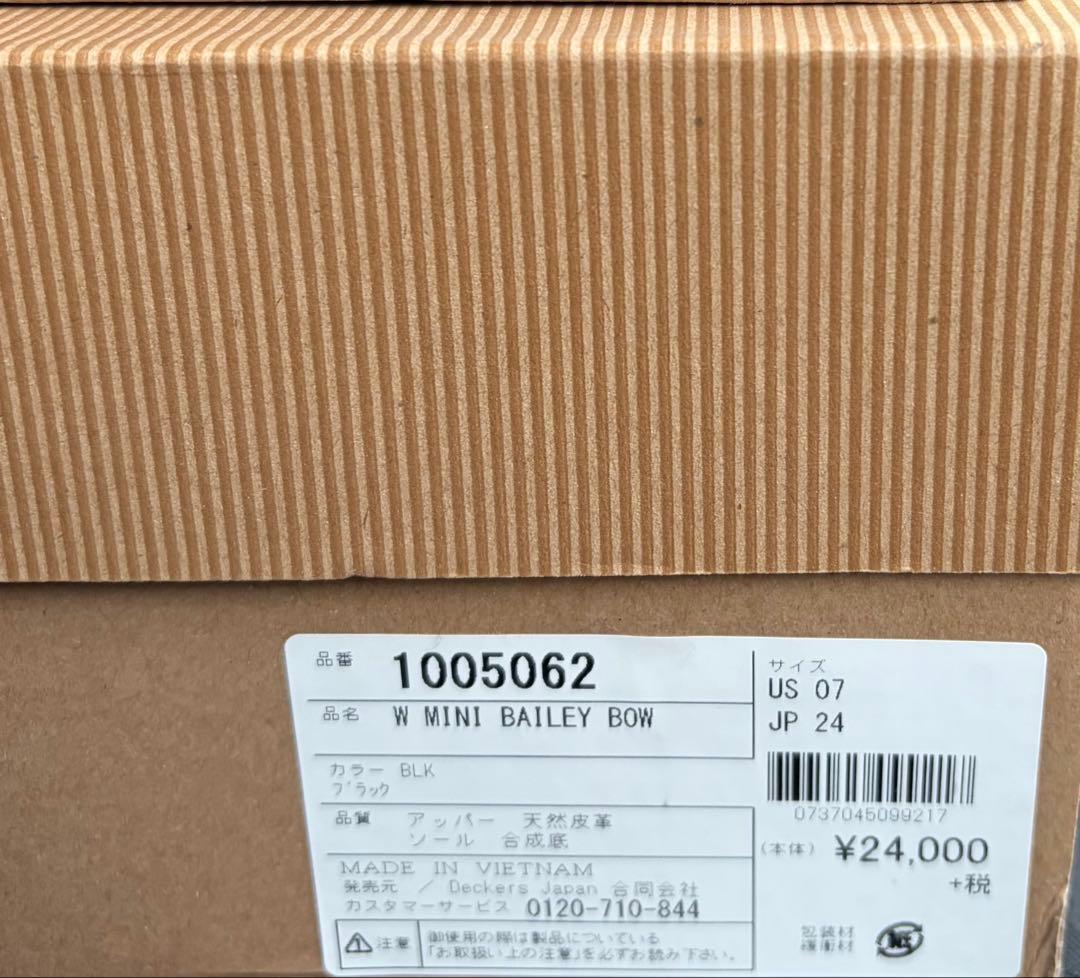 品番 1005062
品名 W MINI BAILEY BOW
カラー BLK
ブラック
品質 アッパー 天然皮革
ソール 合成底
MADE IN VIETNAM
発売元 / Deckers Japan 合同会社
カスタマーサービス 0120-710-844
注意 御使用の際は製品についている
「お取扱い上の注意」を必ずお読み下さい。
サイズ
US 07
JP 24
0737045099217
(本体) ¥24,000
+税
包装材
緩衝材